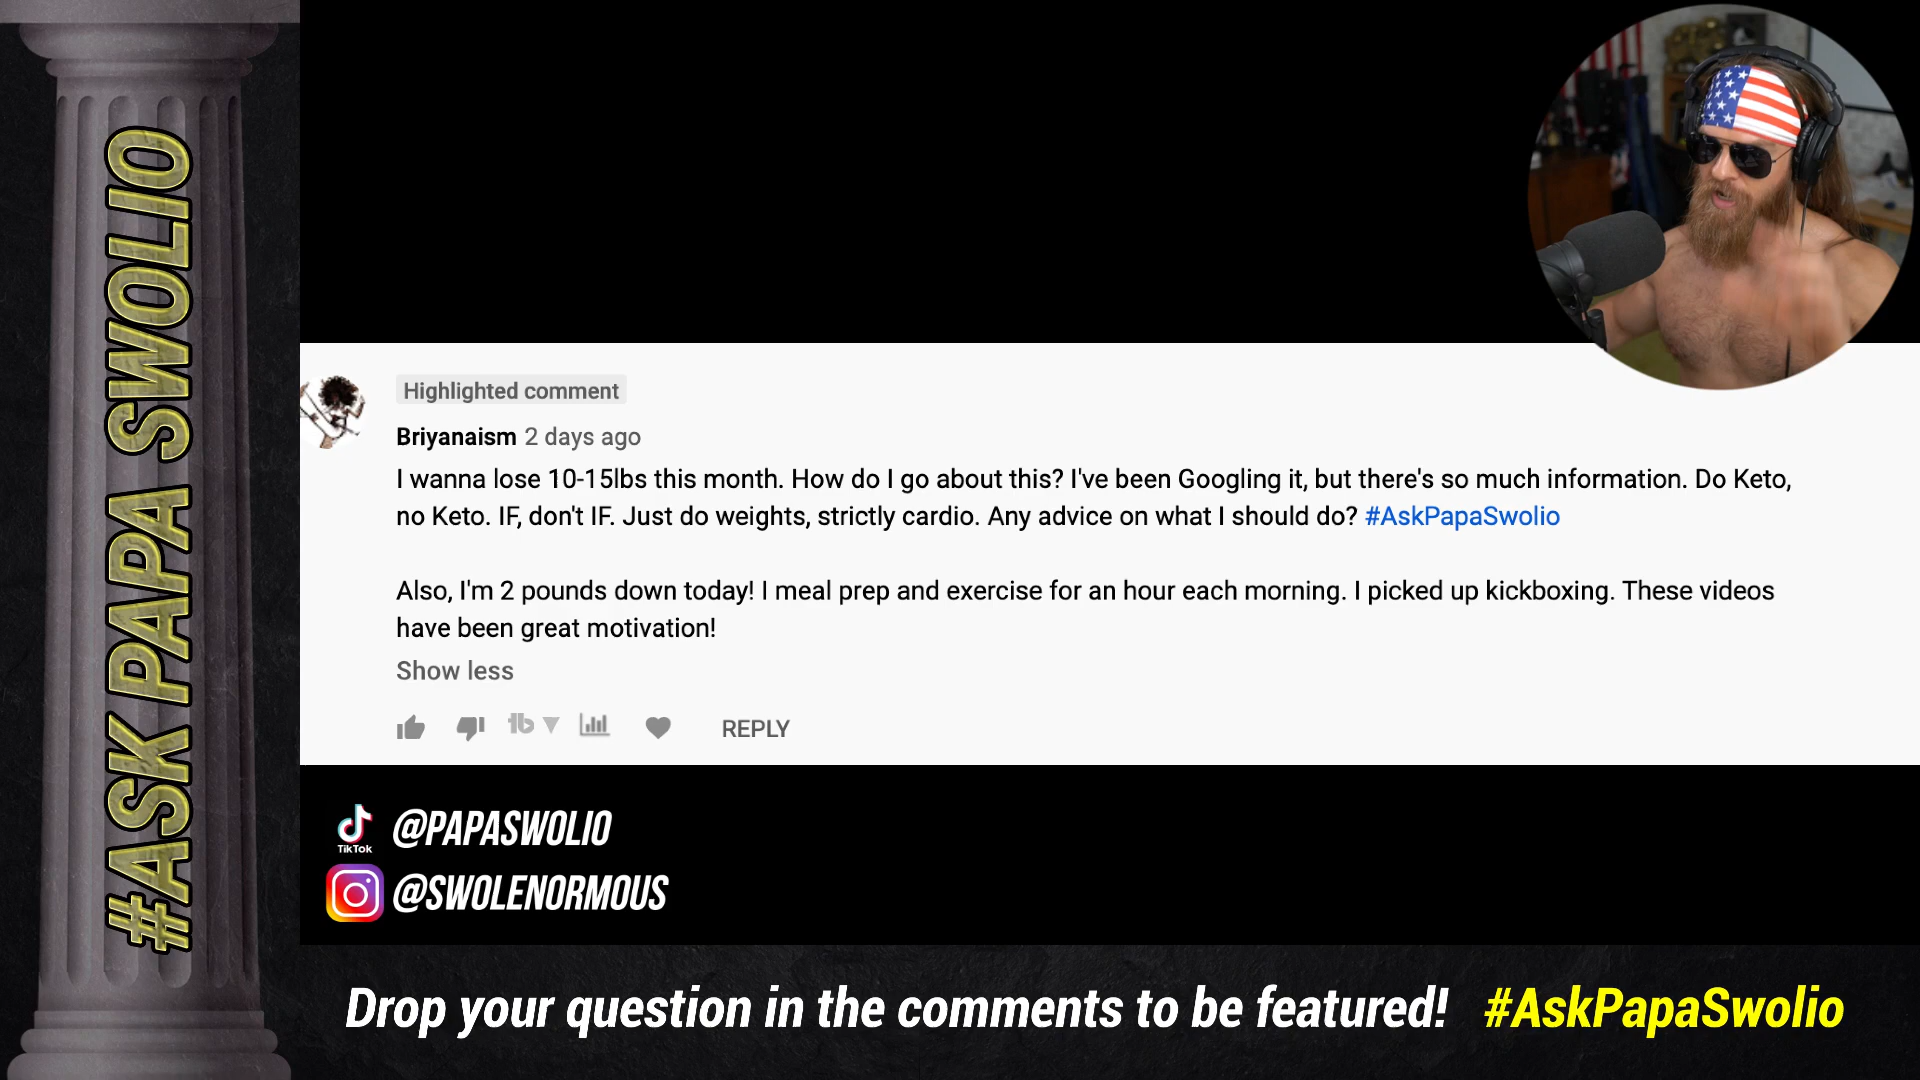 #ASK PAPA SWOLIO
Highlighted comment
Briyanaism 2 days ago
I wanna lose 10-15lbs this month. How do I go about this? I've been Googling it, but there's so much information. Do Keto,
no Keto. IF, don't IF. Just do weights, strictly cardio. Any advice on what I should do? #AskPapaSwolio
Also, I'm 2 pounds down today! I meal prep and exercise for an hour each morning. I picked up kickboxing. These videos
have been great motivation!
Show less
tb
REPLY
TikTok
@PAPASWOLIO
@SWOLENORMOUS
Drop your question in the comments to be featured! #AskPapaSwolio